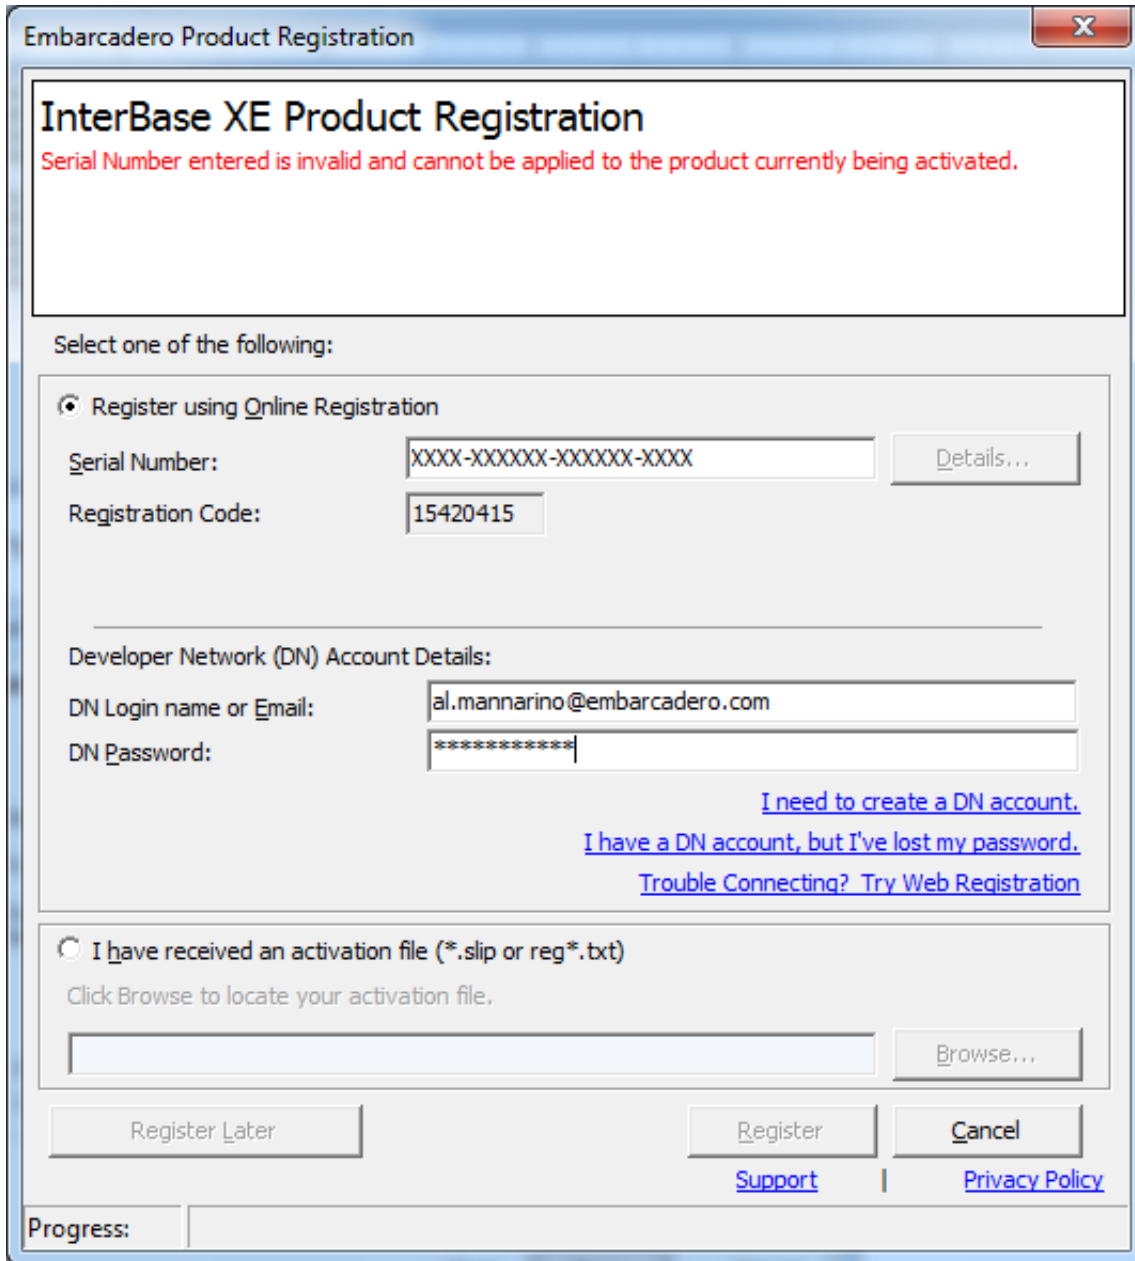 Embarcadero Product Registration
InterBase XE Product Registration
Serial Number entered is invalid and cannot be applied to the product currently being activated.
Select one of the following:
Register using Online Registration
Serial Number: XXXX-XXXXXX-XXXXXX-XXXX Details...
Registration Code: 15420415
Developer Network (DN) Account Details:
DN Login name or Email: al.mannarino@embarcadero.com
DN Password: ***********
I need to create a DN account.
I have a DN account, but I've lost my password.
Trouble Connecting? Try Web Registration
I have received an activation file (*.slip or reg*.txt)
Click Browse to locate your activation file.
Browse...
Register Later Register Cancel
Support | Privacy Policy
Progress: